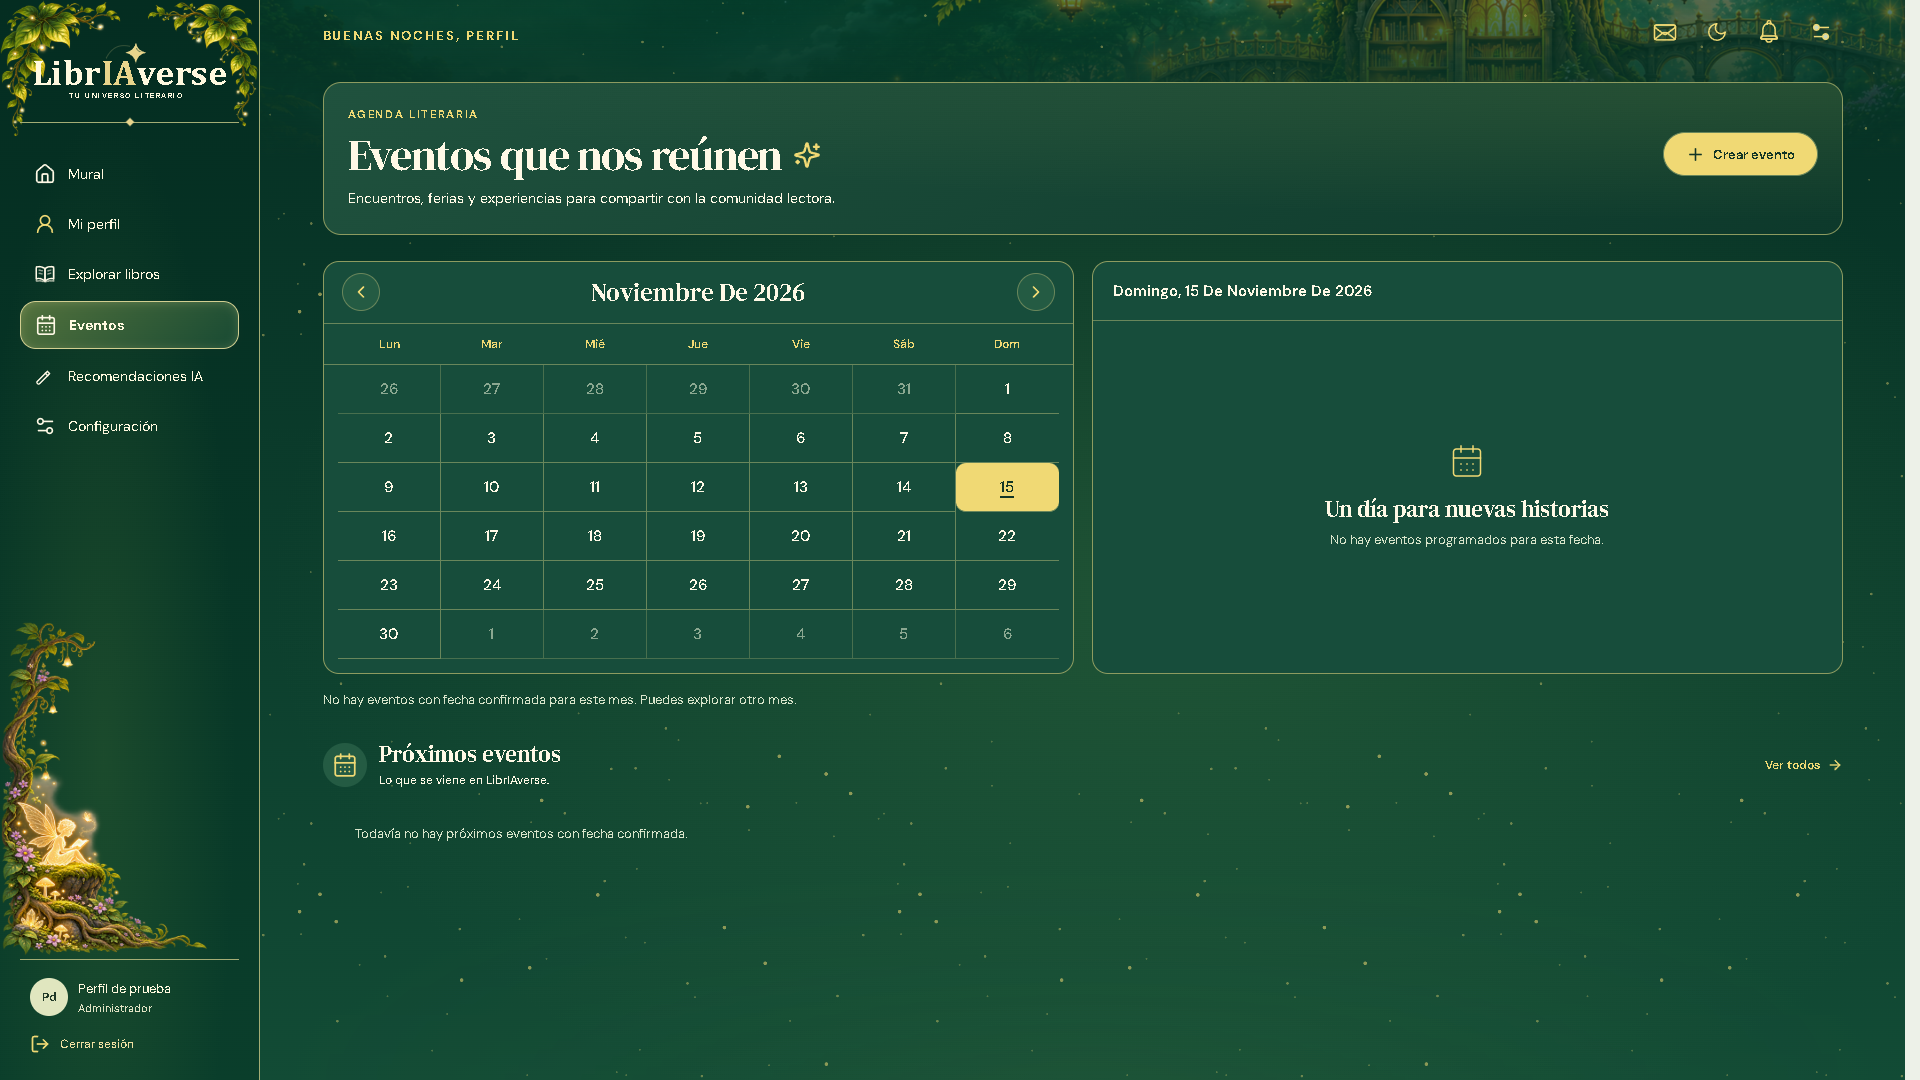 LibrIAverse
TU UNIVERSO LITERARIO
Mural
Mi perfil
Explorar libros
Eventos
Recomendaciones IA
Configuración
Pd
Perfil de prueba
Administrador
Cerrar sesión
BUENAS NOCHES, PERFIL
AGENDA LITERARIA
Eventos que nos reúnen
Encuentros, ferias y experiencias para compartir con la comunidad lectora.
Crear evento
Noviembre De 2026
Lun Mar Mié Jue Vie Sáb Dom
26 27 28 29 30 31 1
2 3 4 5 6 7 8
9 10 11 12 13 14 15
16 17 18 19 20 21 22
23 24 25 26 27 28 29
30 1 2 3 4 5 6
Domingo, 15 De Noviembre De 2026
Un día para nuevas historias
No hay eventos programados para esta fecha.
No hay eventos con fecha confirmada para este mes. Puedes explorar otro mes.
Próximos eventos
Lo que se viene en LibrIAverse.
Ver todos
Todavía no hay próximos eventos con fecha confirmada.